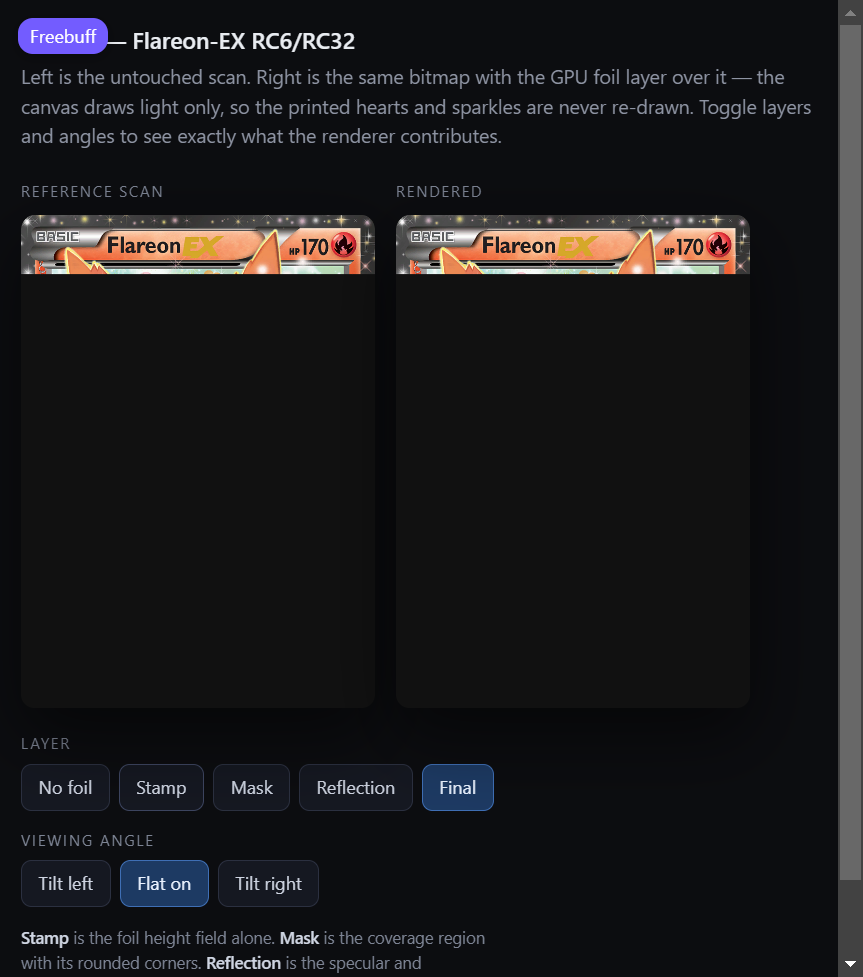 Freebuff — Flareon-EX RC6/RC32
Left is the untouched scan. Right is the same bitmap with the GPU foil layer over it — the
canvas draws light only, so the printed hearts and sparkles are never re-drawn. Toggle layers
and angles to see exactly what the renderer contributes.
REFERENCE SCAN
RENDERED
BASIC Flareon EX HP 170
BASIC Flareon EX HP 170
LAYER
No foil Stamp Mask Reflection Final
VIEWING ANGLE
Tilt left Flat on Tilt right
Stamp is the foil height field alone. Mask is the coverage region
with its rounded corners. Reflection is the specular and